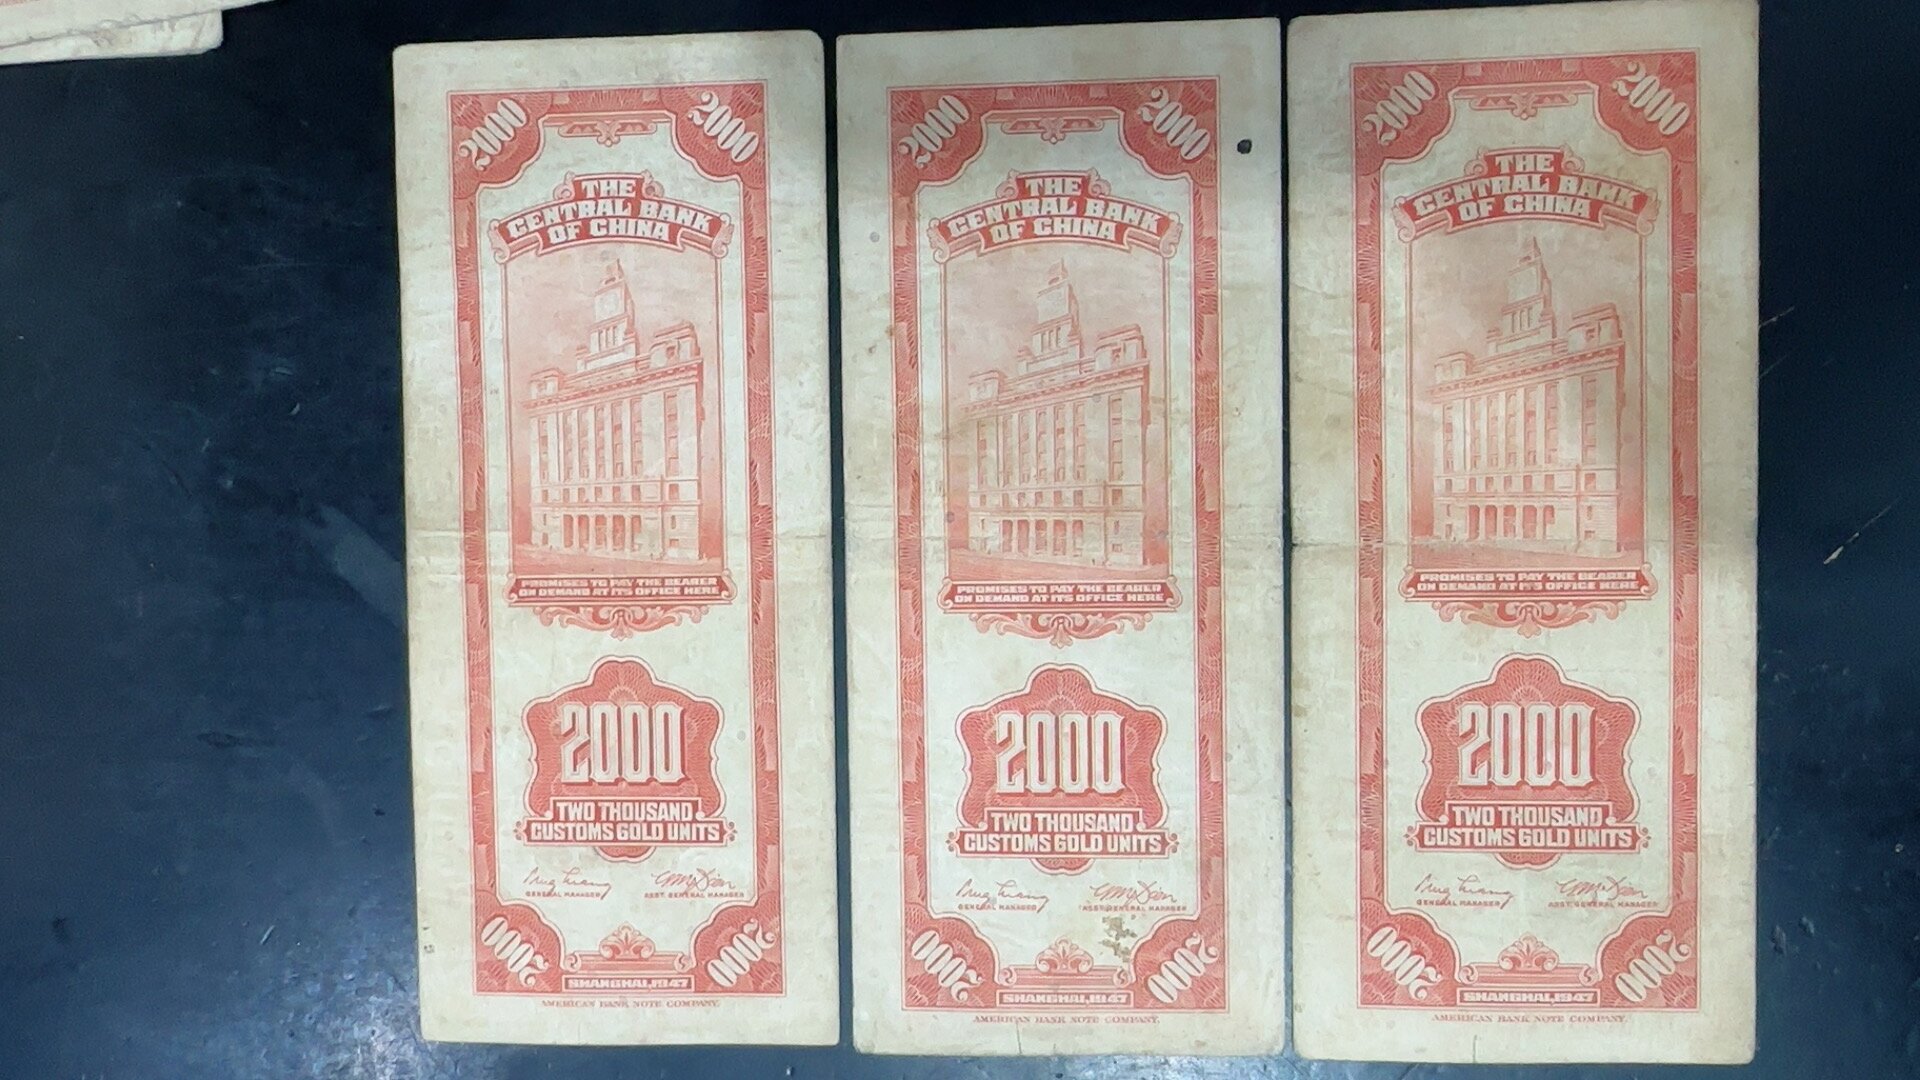 2000 2000
THE
CENTRAL BANK
OF CHINA
PROMISES TO PAY THE BEARER
ON DEMAND AT ITS OFFICE HERE
2000
TWO THOUSAND
CUSTOMS GOLD UNITS
GENERAL MANAGER ASST. GENERAL MANAGER
2000 2000
SHANGHAI, 1947
AMERICAN BANK NOTE COMPANY.
2000 2000
THE
CENTRAL BANK
OF CHINA
PROMISES TO PAY THE BEARER
ON DEMAND AT ITS OFFICE HERE
2000
TWO THOUSAND
CUSTOMS GOLD UNITS
GENERAL MANAGER ASST. GENERAL MANAGER
2000 2000
SHANGHAI, 1947
AMERICAN BANK NOTE COMPANY.
2000 2000
THE
CENTRAL BANK
OF CHINA
PROMISES TO PAY THE BEARER
ON DEMAND AT ITS OFFICE HERE
2000
TWO THOUSAND
CUSTOMS GOLD UNITS
GENERAL MANAGER ASST. GENERAL MANAGER
2000 2000
SHANGHAI, 1947
AMERICAN BANK NOTE COMPANY.